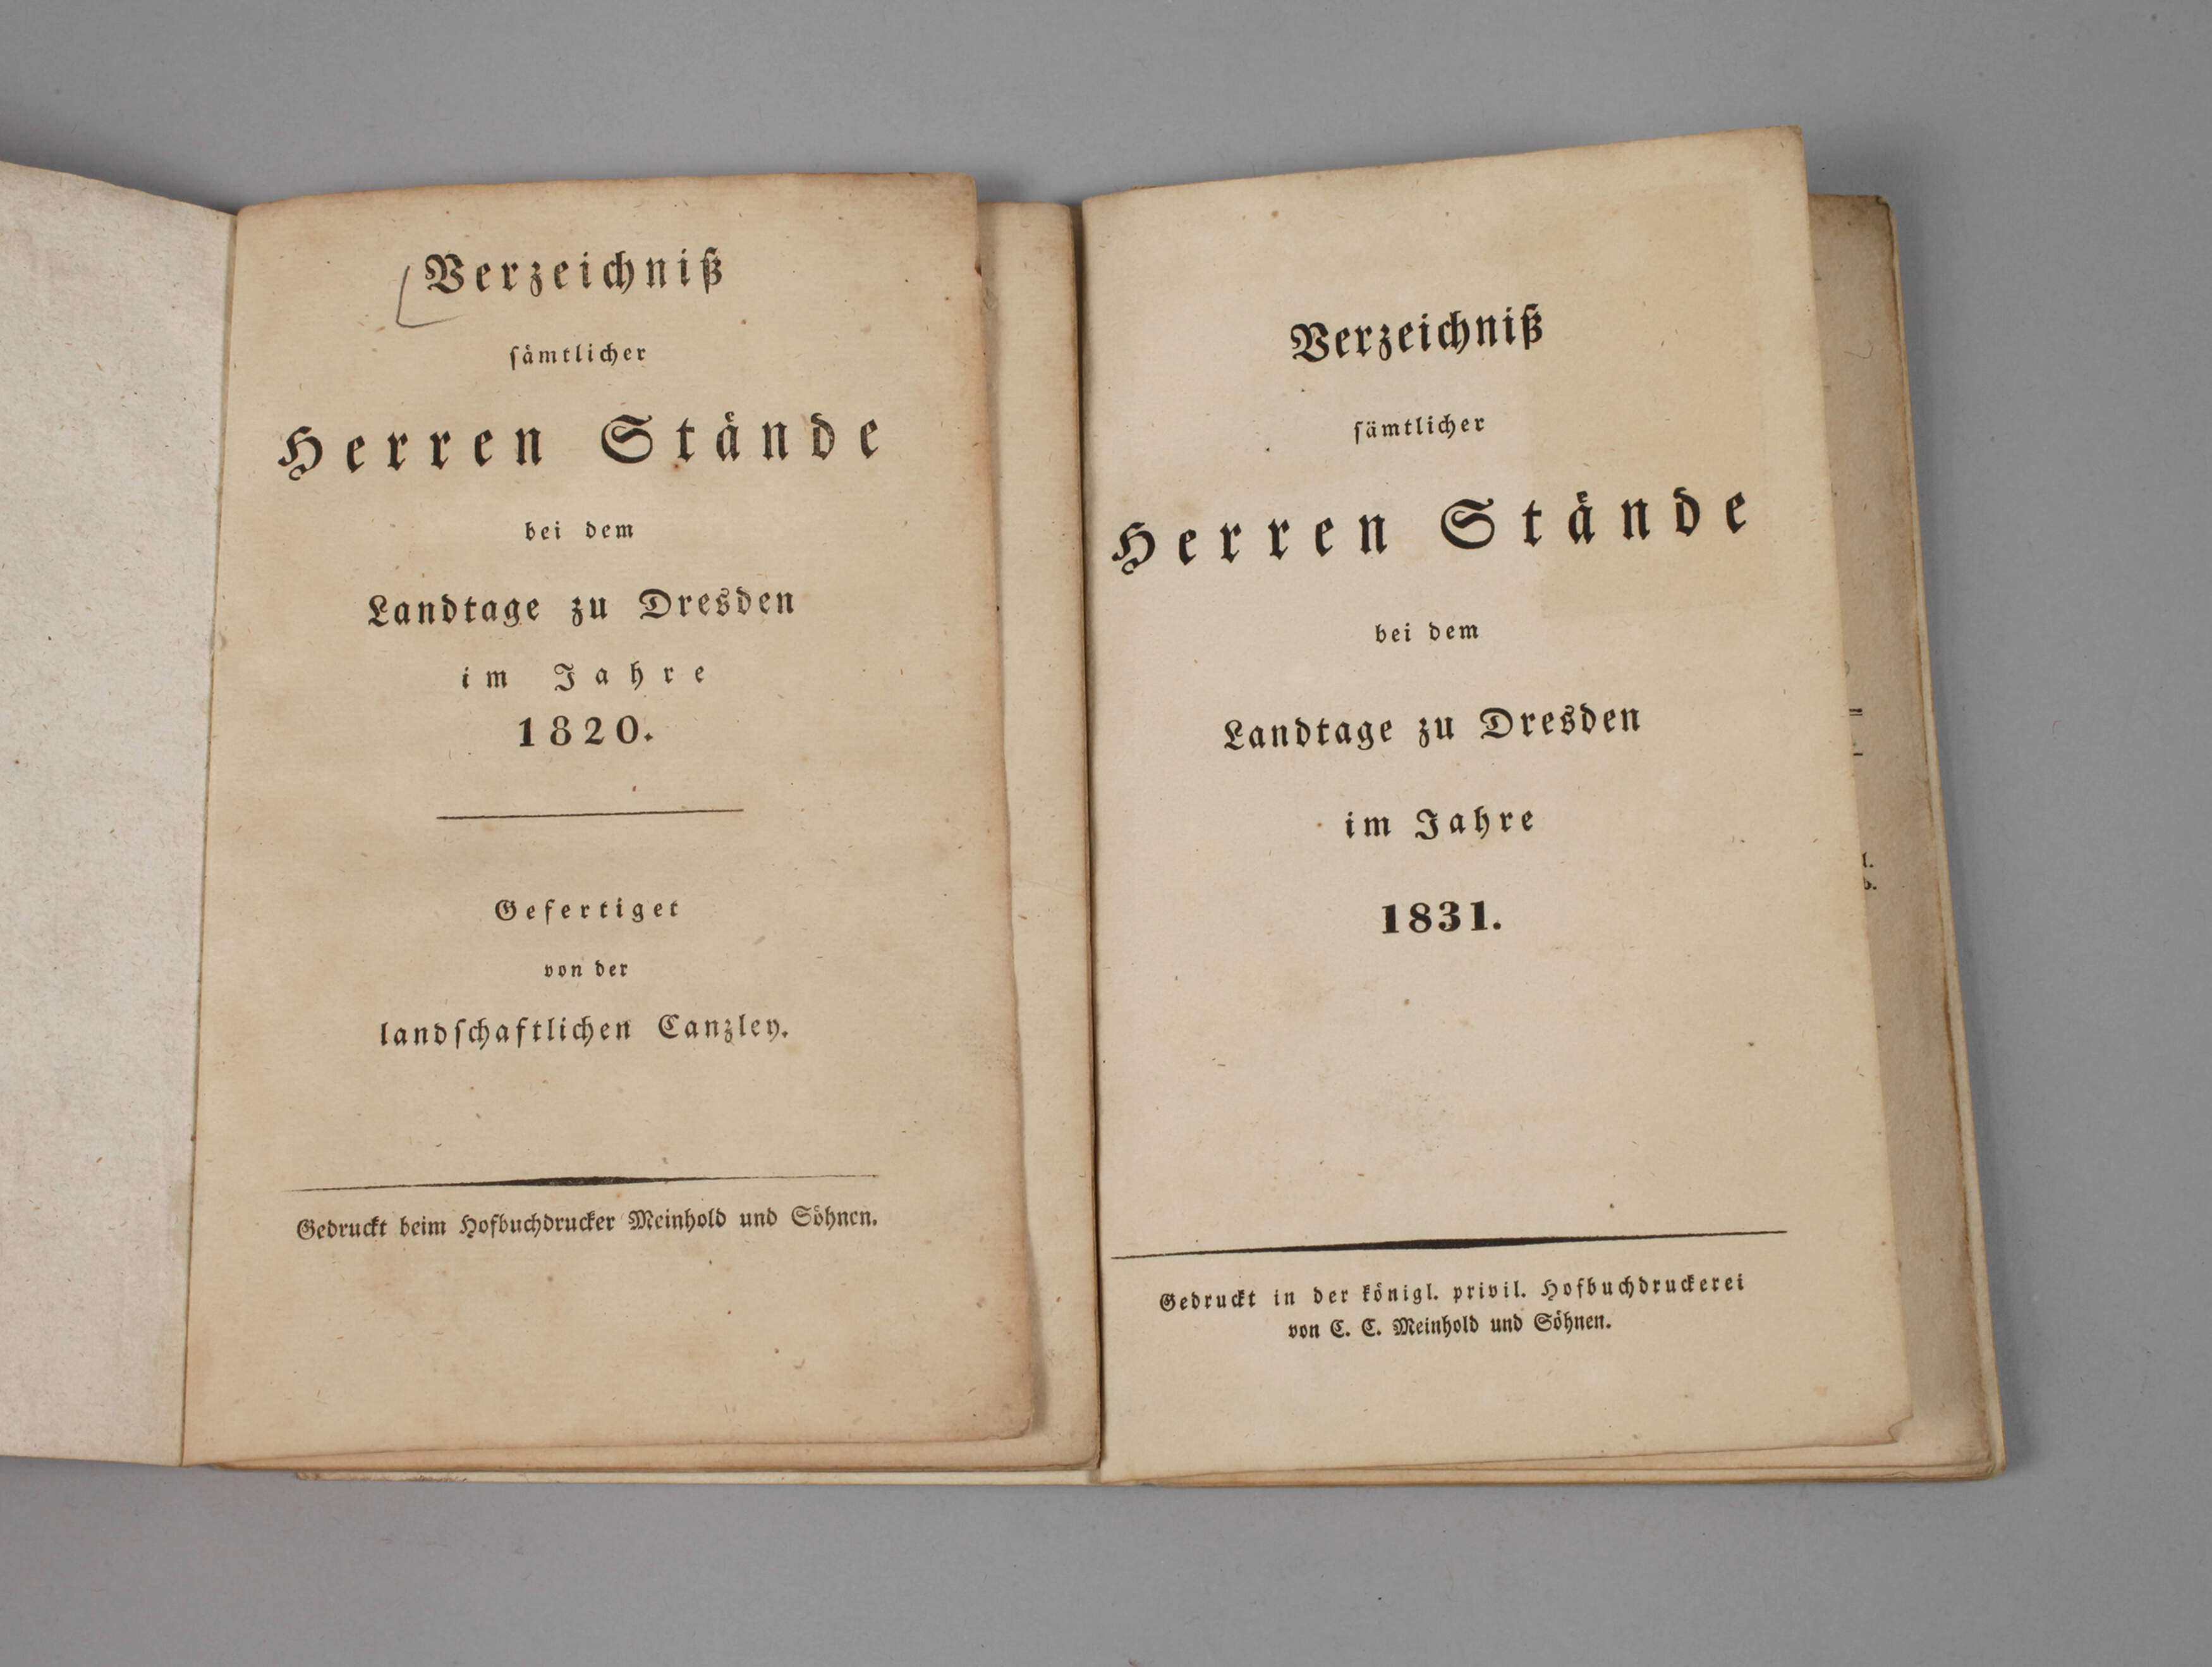 Verzeichniß
ſämtlicher
Herren Stände
bei dem
Landtage zu Dresden
im Jahre
1820.
Gefertiget
von der
landſchaftlichen Canzley.
Gedruckt beim Hofbuchdrucker Meinhold und Söhnen.
Verzeichniß
ſämtlicher
Herren Stände
bei dem
Landtage zu Dresden
im Jahre
1831.
Gedruckt in der königl. privil. Hofbuchdruckerei
von C. C. Meinhold und Söhnen.